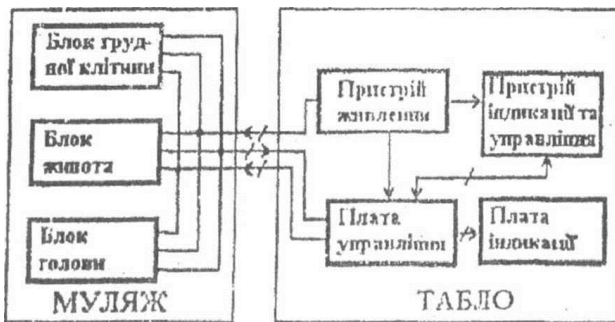 Блок груд-
ної клітини
Блок
живота
Блок
голови
МУЛЯЖ
Пристрій
живлення
Пристрій
індикації та
управління
Плата
управління
Плата
індикації
ТАБЛО